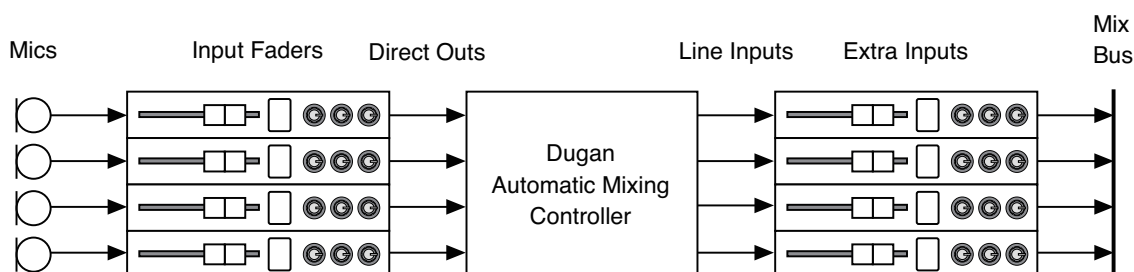 Mics
Input Faders
Direct Outs
Line Inputs
Extra Inputs
Mix
Bus
Dugan
Automatic Mixing
Controller